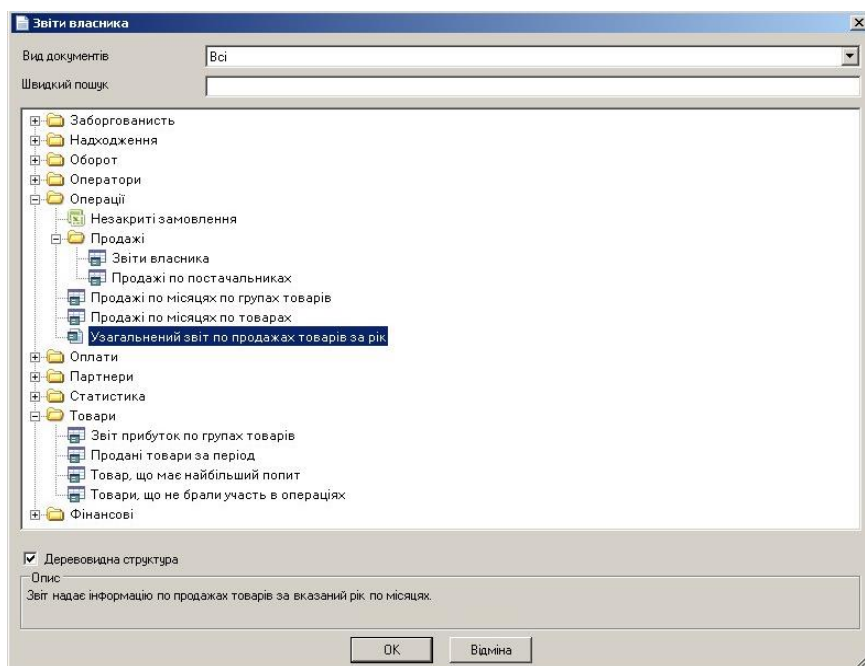 Звіти власника
Вид документів
Всі
Швидкий пошук
Заборгованисть
Надходження
Оборот
Оператори
Операції
Незакриті замовлення
Продажі
Звіти власника
Продажі по постачальниках
Продажі по місяцях по групах товарів
Продажі по місяцях по товарах
Узагальнений звіт по продажах товарів за рік
Оплати
Партнери
Статистика
Товари
Звіт прибуток по групах товарів
Продані товари за період
Товар, що має найбільший попит
Товари, що не брали участь в операціях
Фінансові
Деревовидна структура
Опис
Звіт надає інформацію по продажах товарів за вказаний рік по місяцях.
OK
Відміна